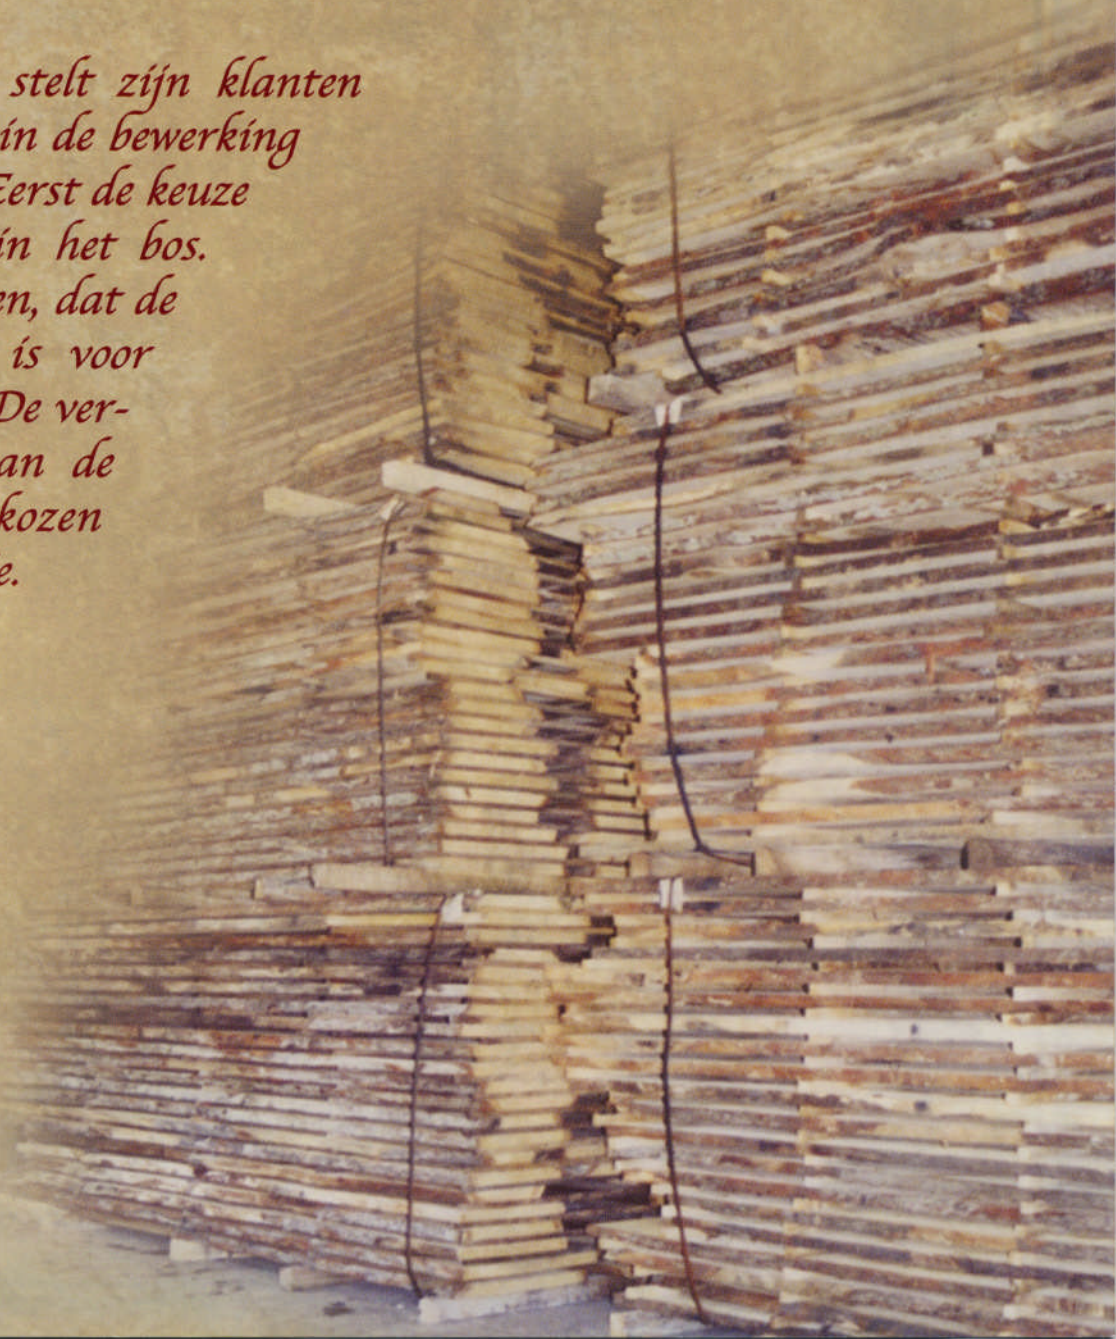 stelt zijn klanten
in de bewerking
Eerst de keuze
in het bos.
en, dat de
is voor
De ver-
an de
kozen
e.